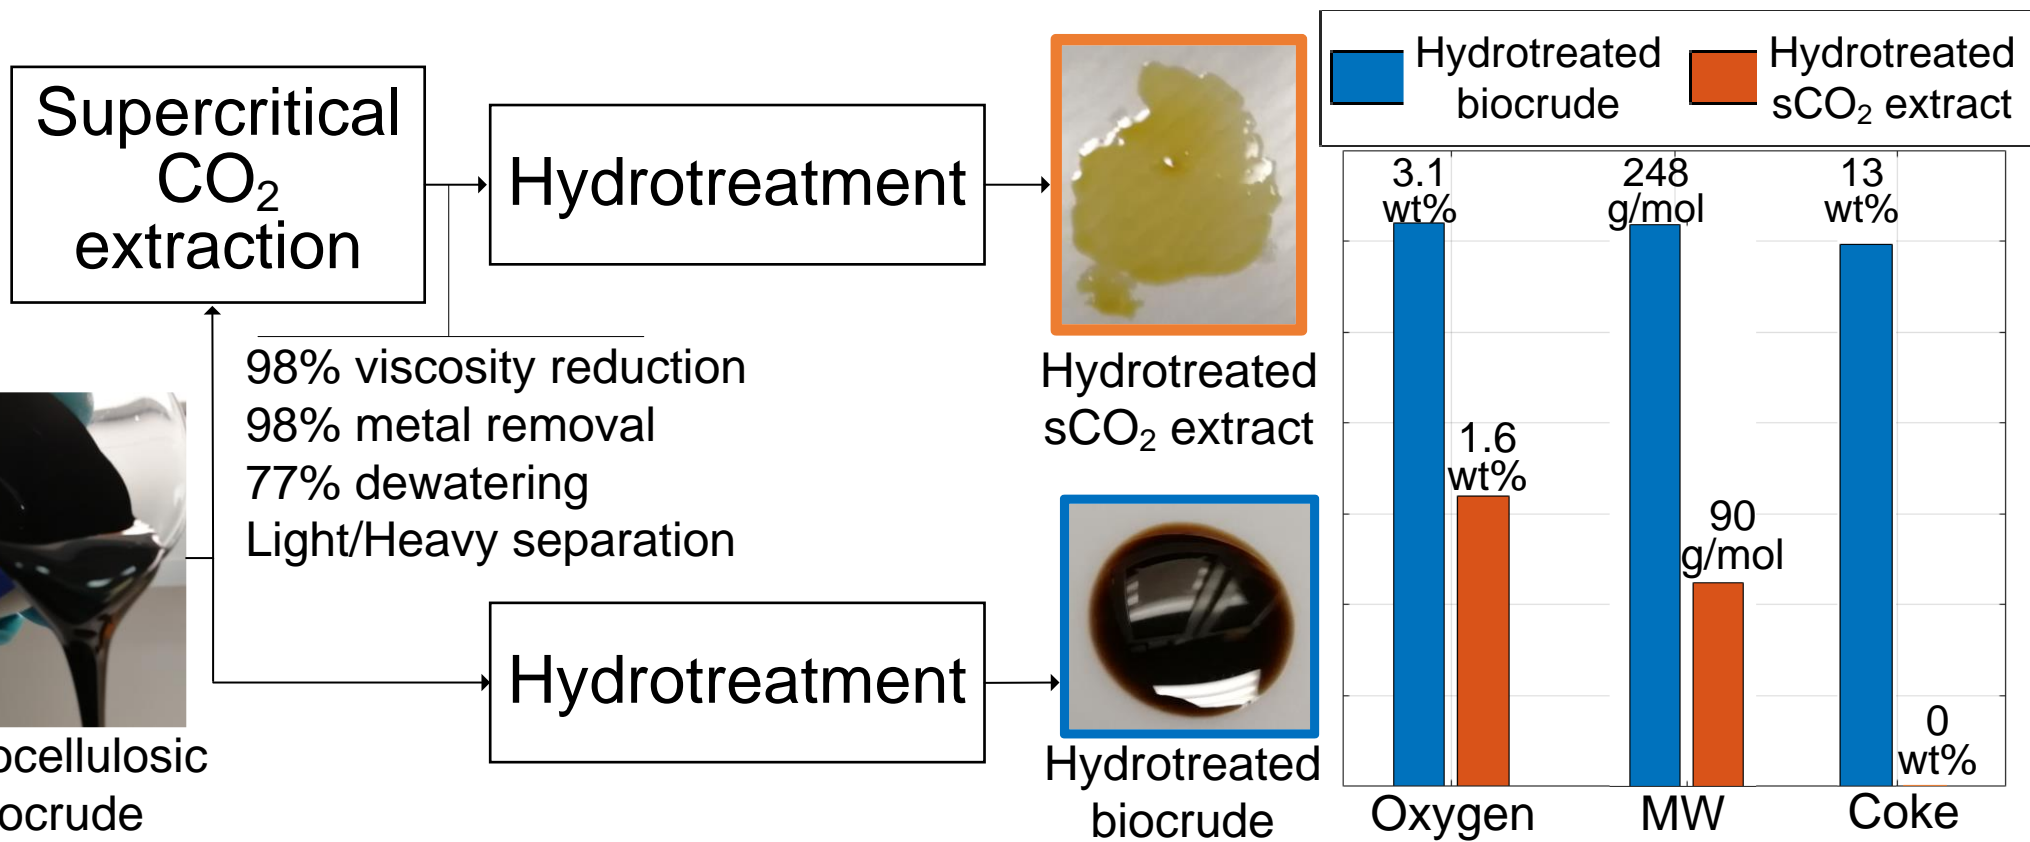 Supercritical
CO₂
extraction
Hydrotreatment
98% viscosity reduction
98% metal removal
77% dewatering
Light/Heavy separation
Hydrotreatment
ocellulosic
ocrude
Hydrotreated
sCO₂ extract
Hydrotreated
biocrude
Hydrotreated
biocrude
Hydrotreated
sCO₂ extract
3.1
wt%
1.6
wt%
248
g/mol
90
g/mol
13
wt%
0
wt%
Oxygen
MW
Coke